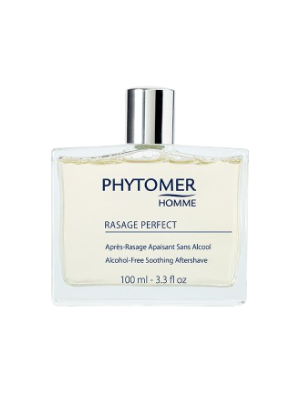 PHYTOMER
HOMME
RASAGE PERFECT
Après-Rasage Apaisant Sans Alcool
Alcohol-Free Soothing Aftershave
100 ml - 3.3 fl oz